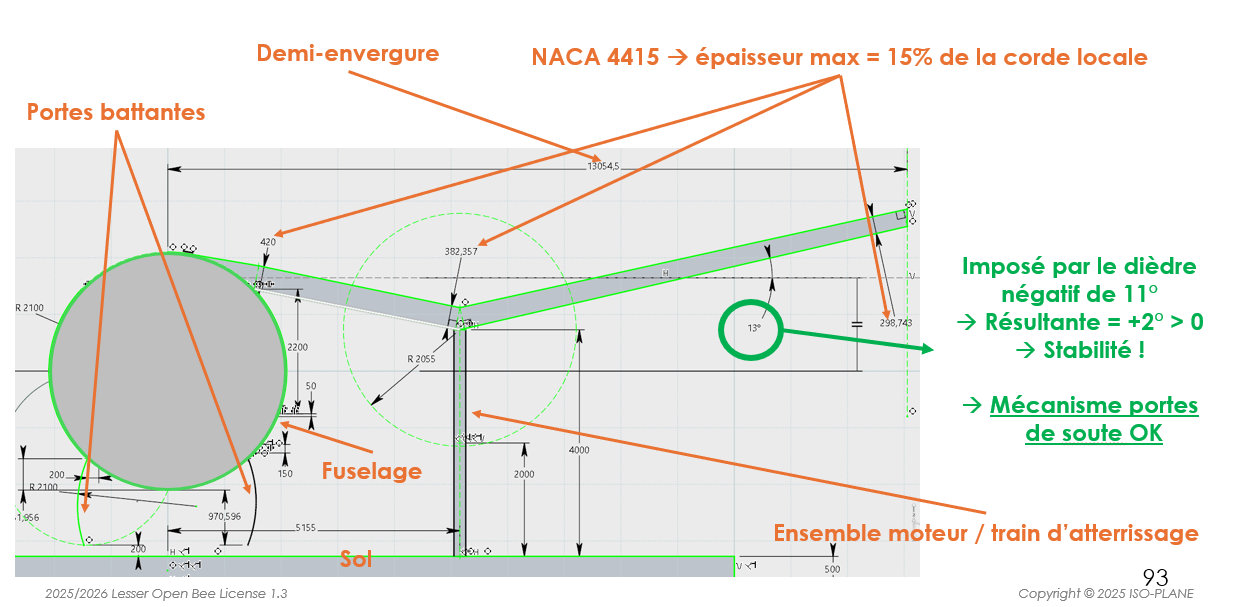 Demi-envergure
NACA 4415 → épaisseur max = 15% de la corde locale
Portes battantes
13054,5
420
382,357
H
V
R 2100
13°
298,743
Imposé par le dièdre
négatif de 11°
→ Résultante = +2° > 0
→ Stabilité !
→ Mécanisme portes
de soute OK
2200
R 2055
50
4000
Fuselage
150
200
R 2100
2000
1,956
970,596
5155
Ensemble moteur / train d'atterrissage
200
H
H
Sol
V
500
93
2025/2026 Lesser Open Bee License 1.3
Copyright © 2025 ISO-PLANE